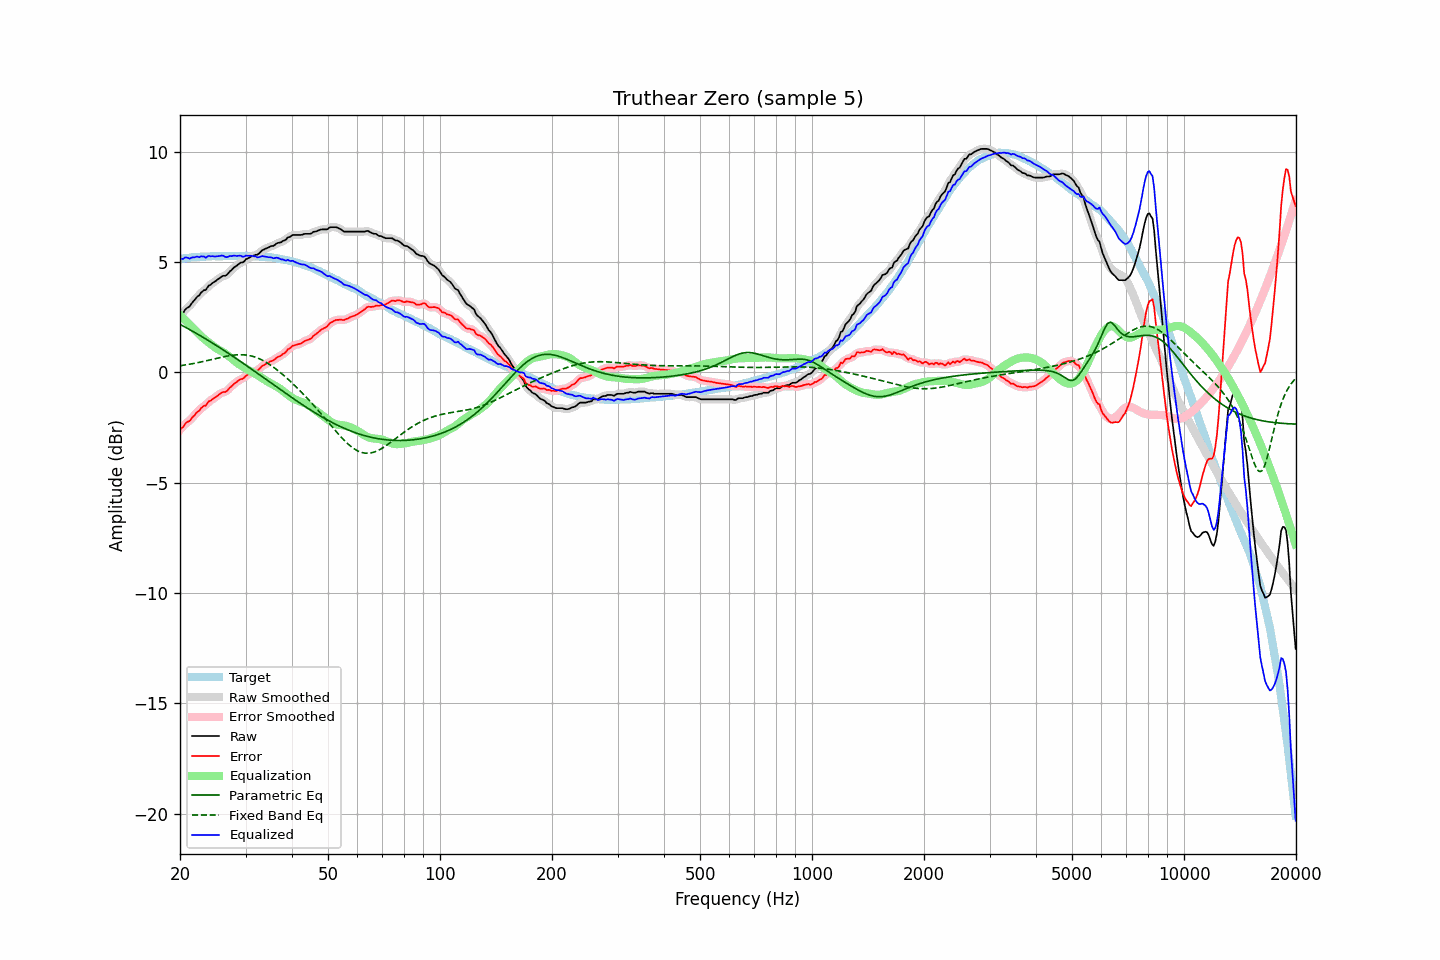 Truthear Zero (sample 5)
10
5
0
−5
−10
−15
−20
Amplitude (dBr)
Target
Raw Smoothed
Error Smoothed
Raw
Error
Equalization
Parametric Eq
Fixed Band Eq
Equalized
20 50 100 200 500 1000 2000 5000 10000 20000
Frequency (Hz)